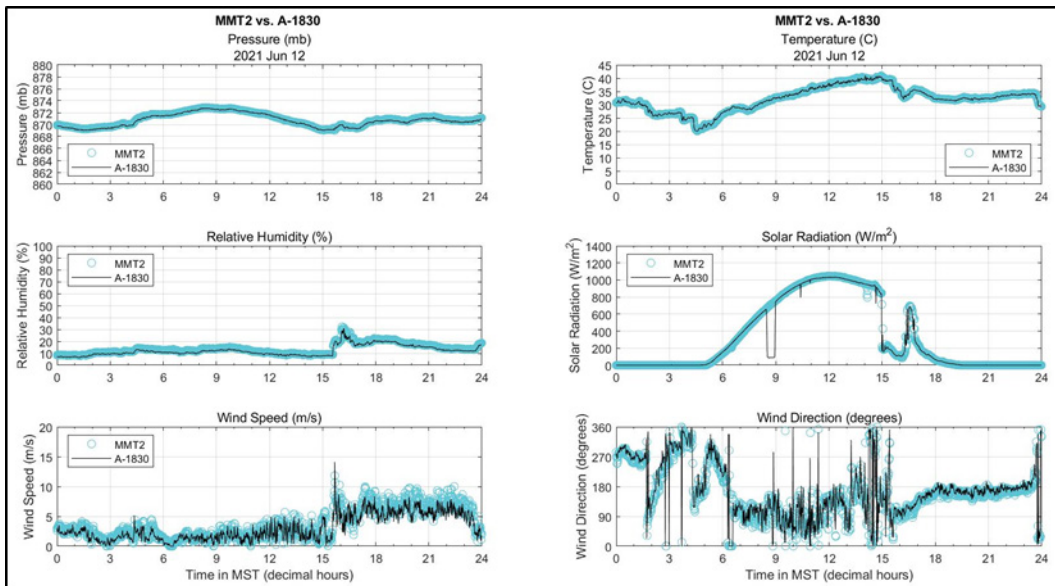 MMT2 vs. A-1830
Pressure (mb)
2021 Jun 12
Pressure (mb)
880
878
876
874
872
870
868
866
864
862
860
MMT2
A-1830
0 3 6 9 12 15 18 21 24
MMT2 vs. A-1830
Temperature (C)
2021 Jun 12
Temperature (C)
45
40
35
30
25
20
15
10
5
0
MMT2
A-1830
0 3 6 9 12 15 18 21 24
Relative Humidity (%)
Relative Humidity (%)
100
90
80
70
60
50
40
30
20
10
0
MMT2
A-1830
0 3 6 9 12 15 18 21 24
Solar Radiation (W/m²)
Solar Radiation (W/m²)
1400
1200
1000
800
600
400
200
0
MMT2
A-1830
0 3 6 9 12 15 18 21 24
Wind Speed (m/s)
Wind Speed (m/s)
20
15
10
5
0
MMT2
A-1830
0 3 6 9 12 15 18 21 24
Time in MST (decimal hours)
Wind Direction (degrees)
Wind Direction (degrees)
360
270
180
90
0
0 3 6 9 12 15 18 21 24
Time in MST (decimal hours)